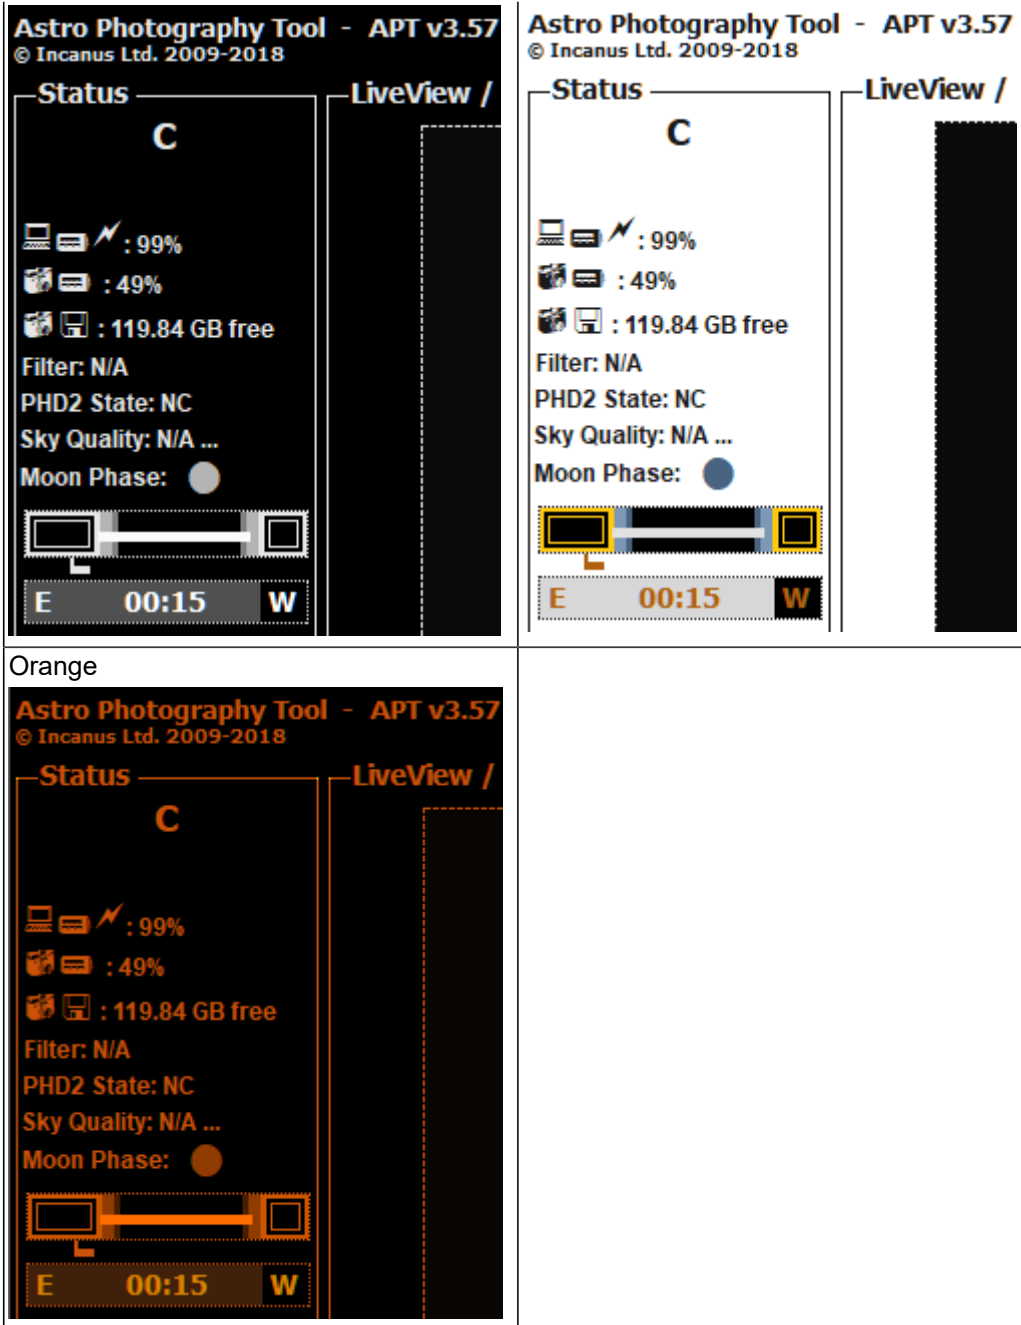 Astro Photography Tool - APT v3.57
© Incanus Ltd. 2009-2018
Status
LiveView /
C
: 99%
: 49%
: 119.84 GB free
Filter: N/A
PHD2 State: NC
Sky Quality: N/A ...
Moon Phase:
E 00:15 W
Astro Photography Tool - APT v3.57
© Incanus Ltd. 2009-2018
Status
LiveView /
C
: 99%
: 49%
: 119.84 GB free
Filter: N/A
PHD2 State: NC
Sky Quality: N/A ...
Moon Phase:
E 00:15 W
Orange
Astro Photography Tool - APT v3.57
© Incanus Ltd. 2009-2018
Status
LiveView /
C
: 99%
: 49%
: 119.84 GB free
Filter: N/A
PHD2 State: NC
Sky Quality: N/A ...
Moon Phase:
E 00:15 W